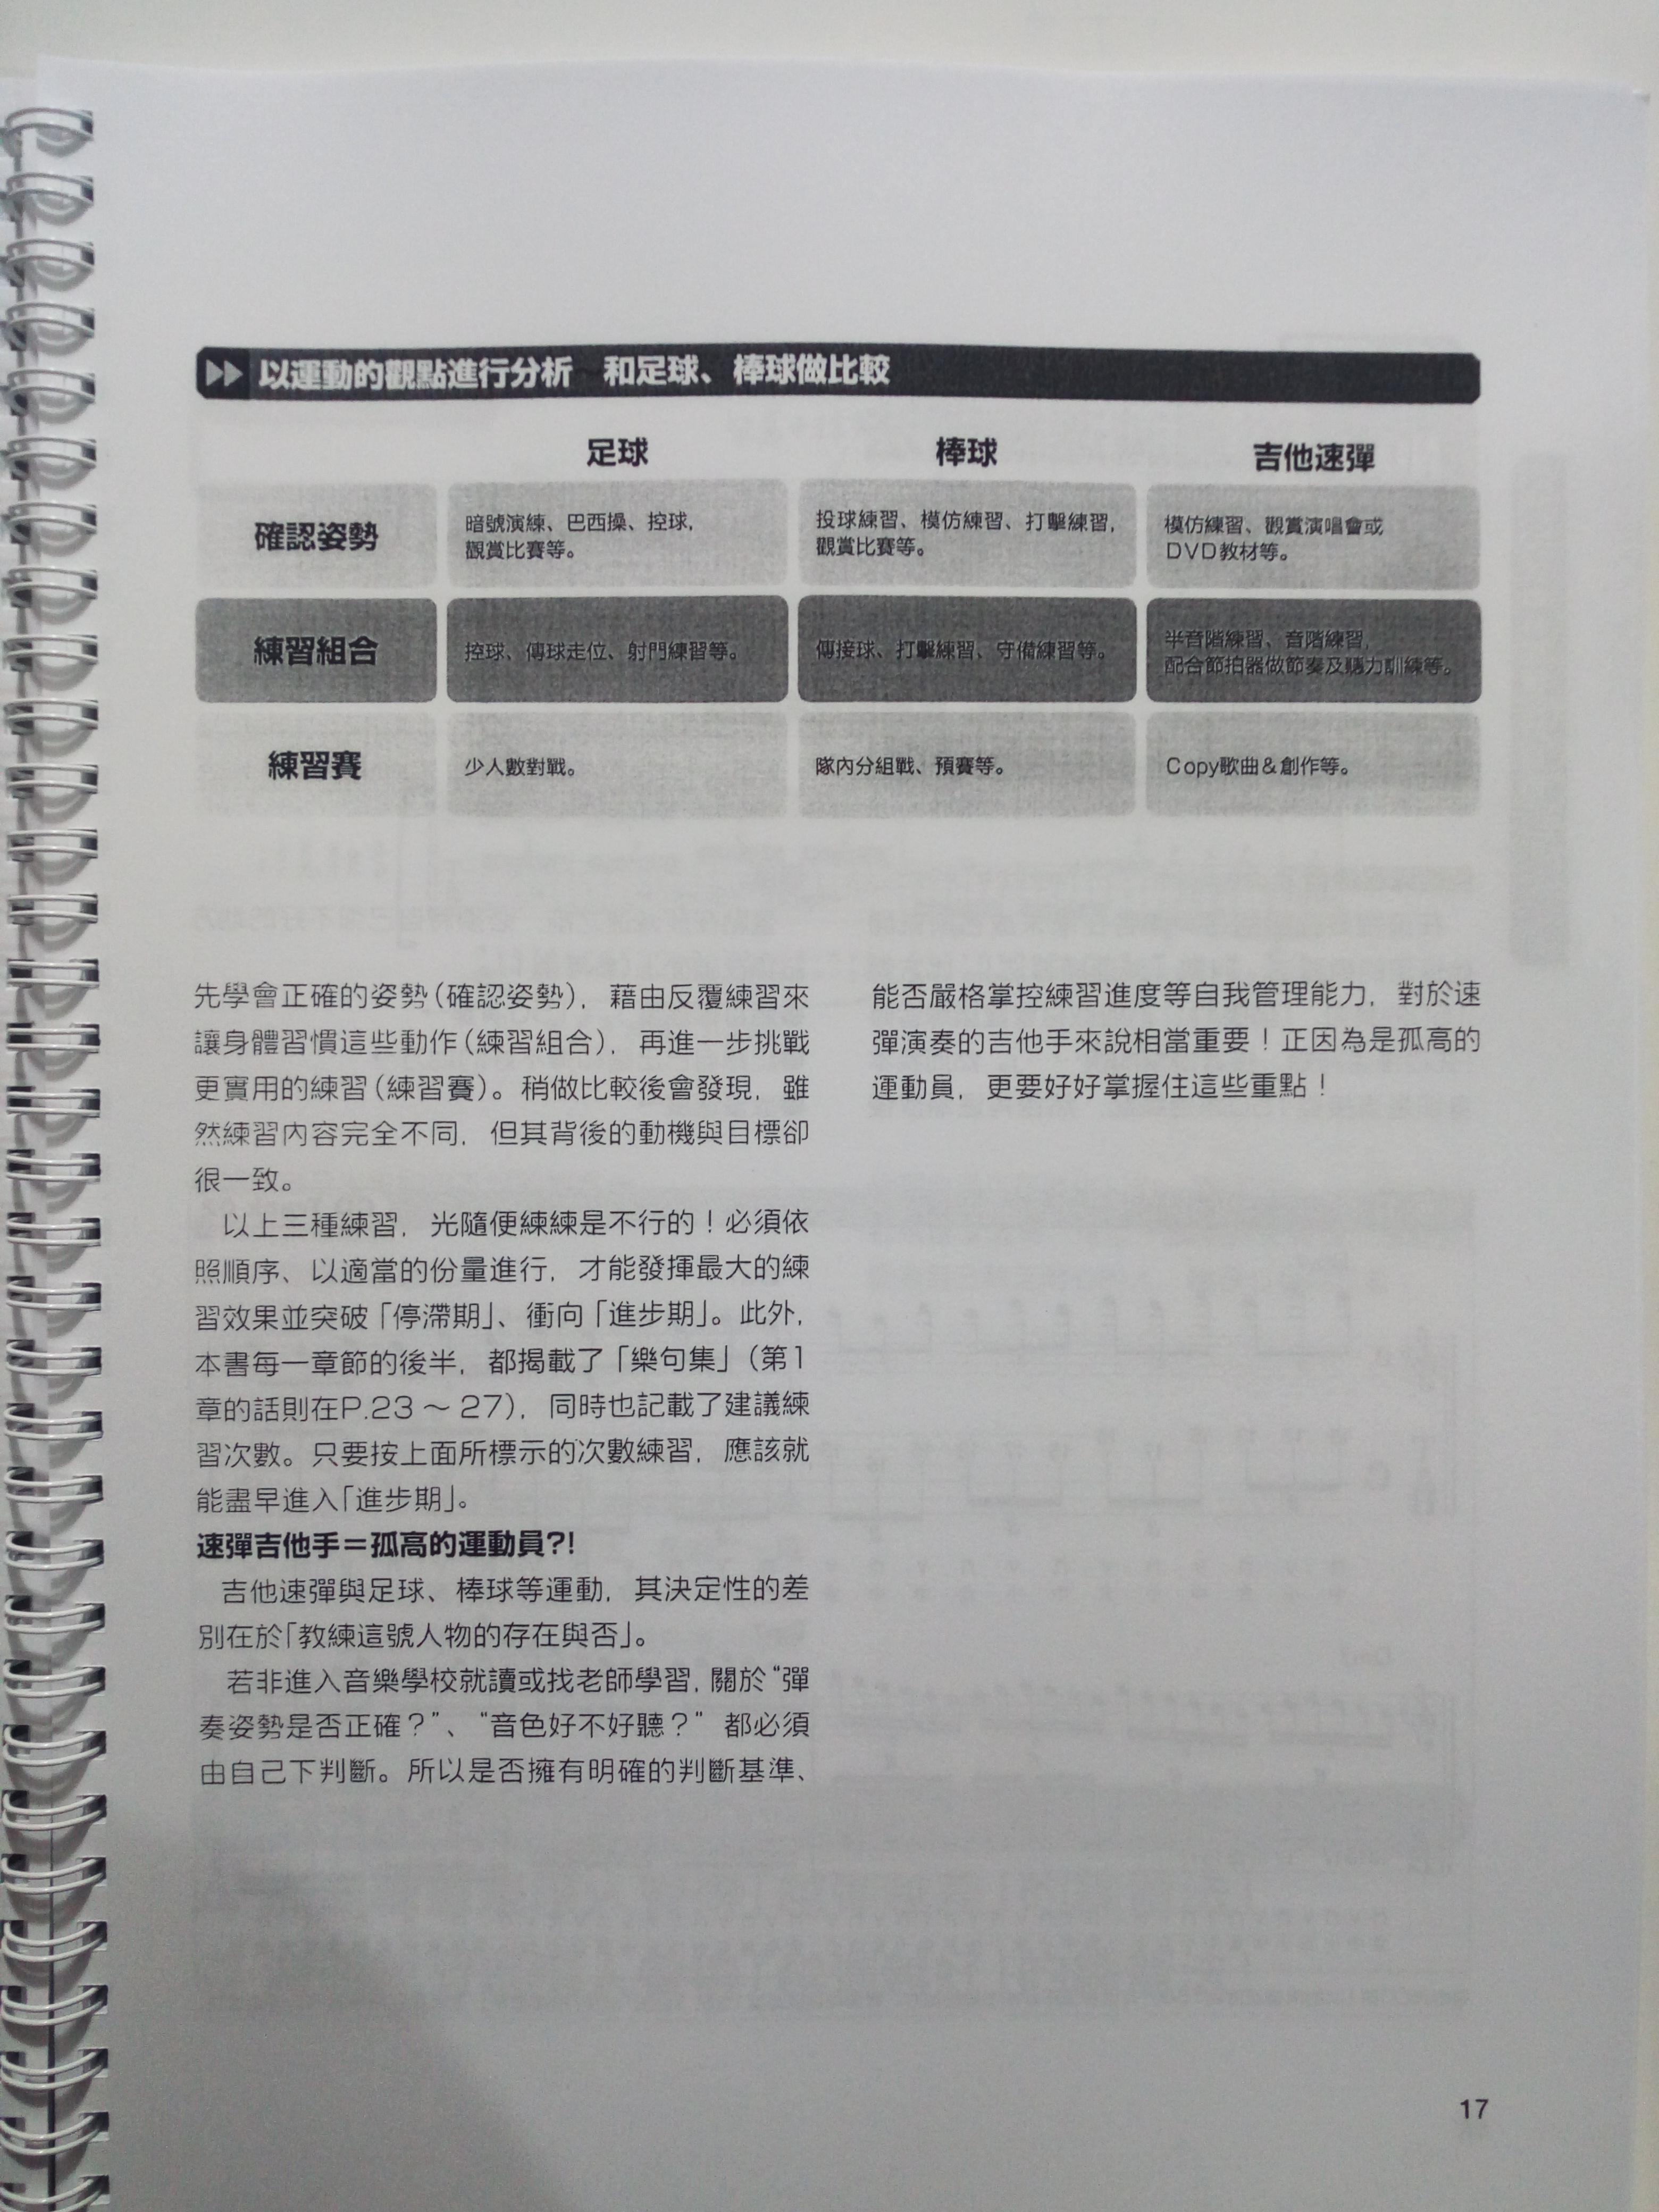 以運動的觀點進行分析　和足球、棒球做比較
足球　棒球　吉他速彈
確認姿勢
暗號演練、巴西操、控球，
觀賞比賽等。
投球練習、模仿練習、打擊練習，
觀賞比賽等。
模仿練習、觀賞演唱會或
DVD教材等。
練習組合
控球、傳球走位、射門練習等。
傳接球、打擊練習、守備練習等。
半音階練習、音階練習，
配合節拍器做節奏及聽力訓練等。
練習賽
少人數對戰。
隊內分組戰、預賽等。
Copy歌曲＆創作等。
先學會正確的姿勢（確認姿勢），藉由反覆練習來
讓身體習慣這些動作（練習組合），再進一步挑戰
更實用的練習（練習賽）。稍做比較後會發現，雖
然練習內容完全不同，但其背後的動機與目標卻
很一致。
以上三種練習，光隨便練練是不行的！必須依
照順序、以適當的份量進行，才能發揮最大的練
習效果並突破「停滯期」、衝向「進步期」。此外，
本書每一章節的後半，都揭載了「樂句集」（第1
章的話則在P.23～27），同時也記載了建議練
習次數。只要按上面所標示的次數練習，應該就
能盡早進入「進步期」。
速彈吉他手＝孤高的運動員?!
吉他速彈與足球、棒球等運動，其決定性的差
別在於「教練這號人物的存在與否」。
若非進入音樂學校就讀或找老師學習，關於“彈
奏姿勢是否正確？”、“音色好不好聽？”都必須
由自己下判斷。所以是否擁有明確的判斷基準、
能否嚴格掌控練習進度等自我管理能力，對於速
彈演奏的吉他手來說相當重要！正因為是孤高的
運動員，更要好好掌握住這些重點！
17